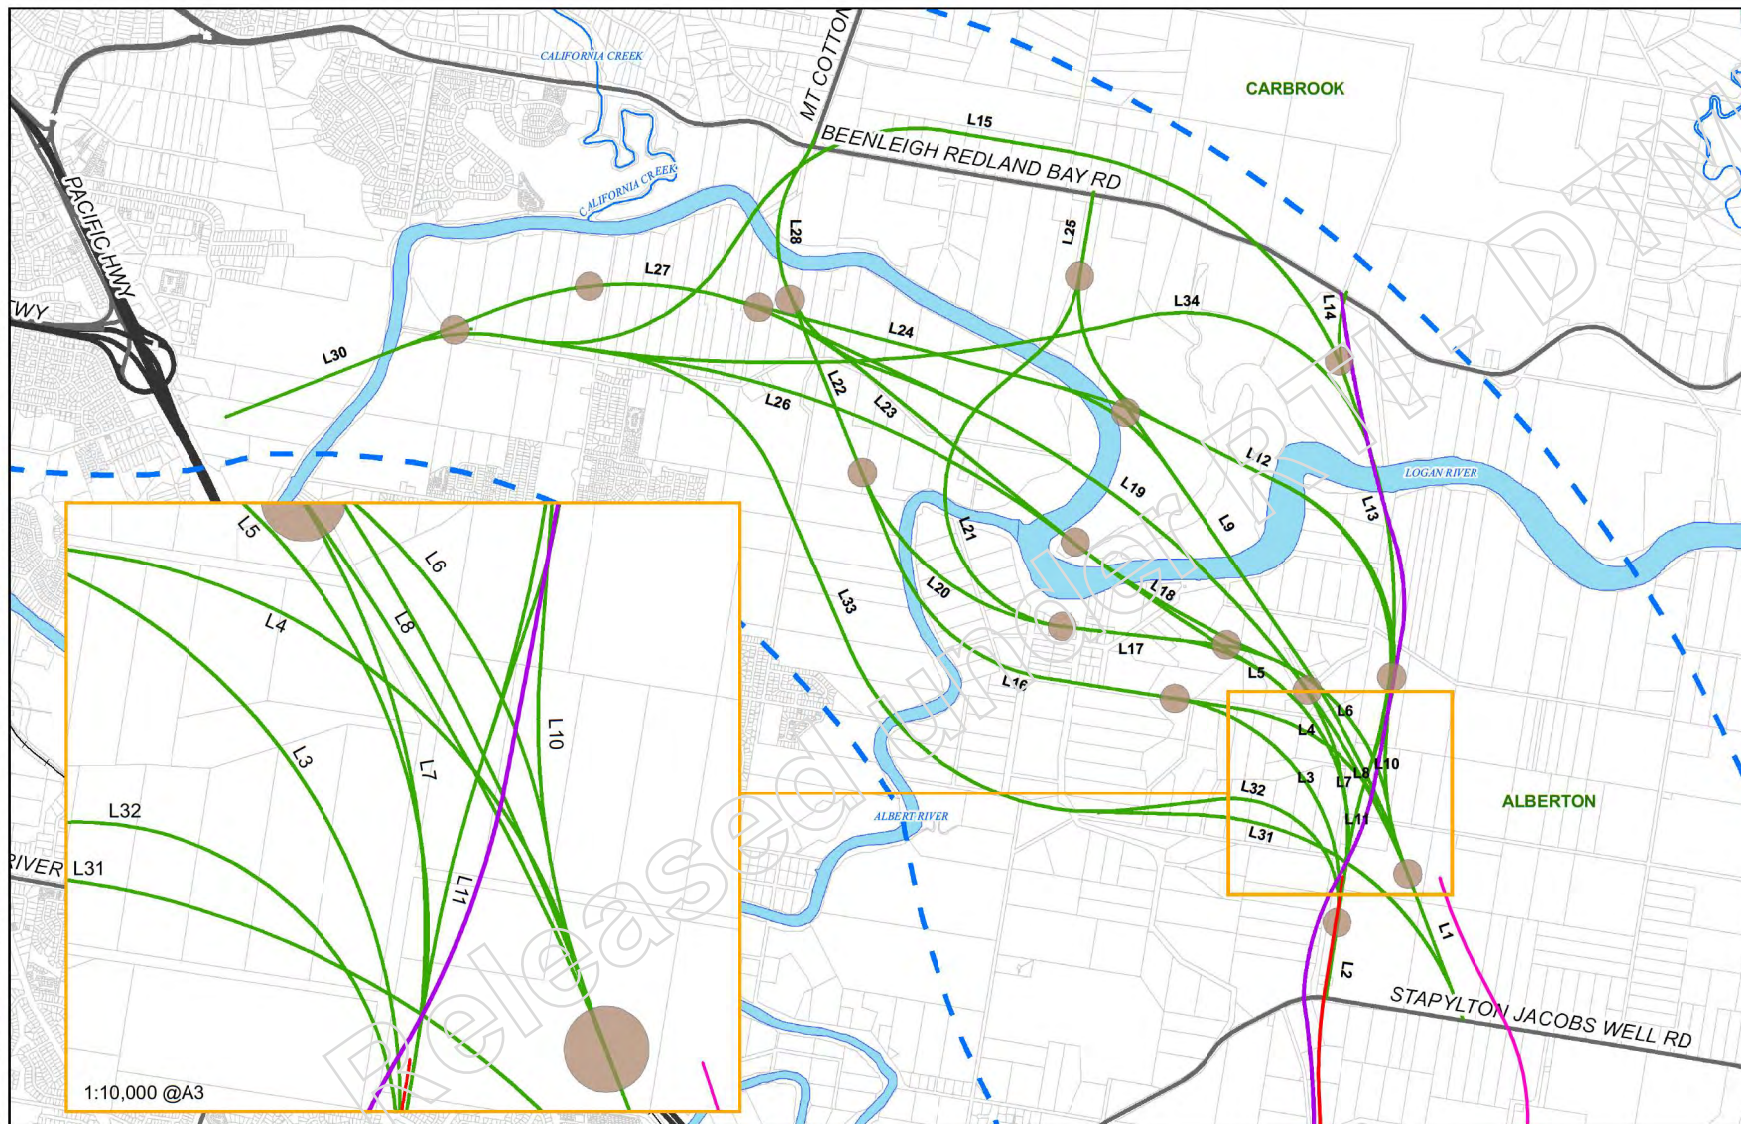 CALIFORNIA CREEK
MT COTTON
CARBROOK
L15
BEENLEIGH REDLAND BAY RD
PACIFIC HWY
CALIFORNIA CREEK
L28
L25
L27
L34
L14
TWY
L30
L24
L22
L23
L26
L12
LOGAN RIVER
L19
L13
L9
L21
L20
L18
L33
L17
L5
L16
L6
L4
L10
L8
L7
L3
L32
L11
L31
ALBERTON
ALBERT RIVER
L1
L2
STAPYLTON JACOBS WELL RD
L5
L6
L4
L8
L10
L3
L7
L32
RIVER
L31
L11
1:10,000 @A3
Released under RTI - DTMR